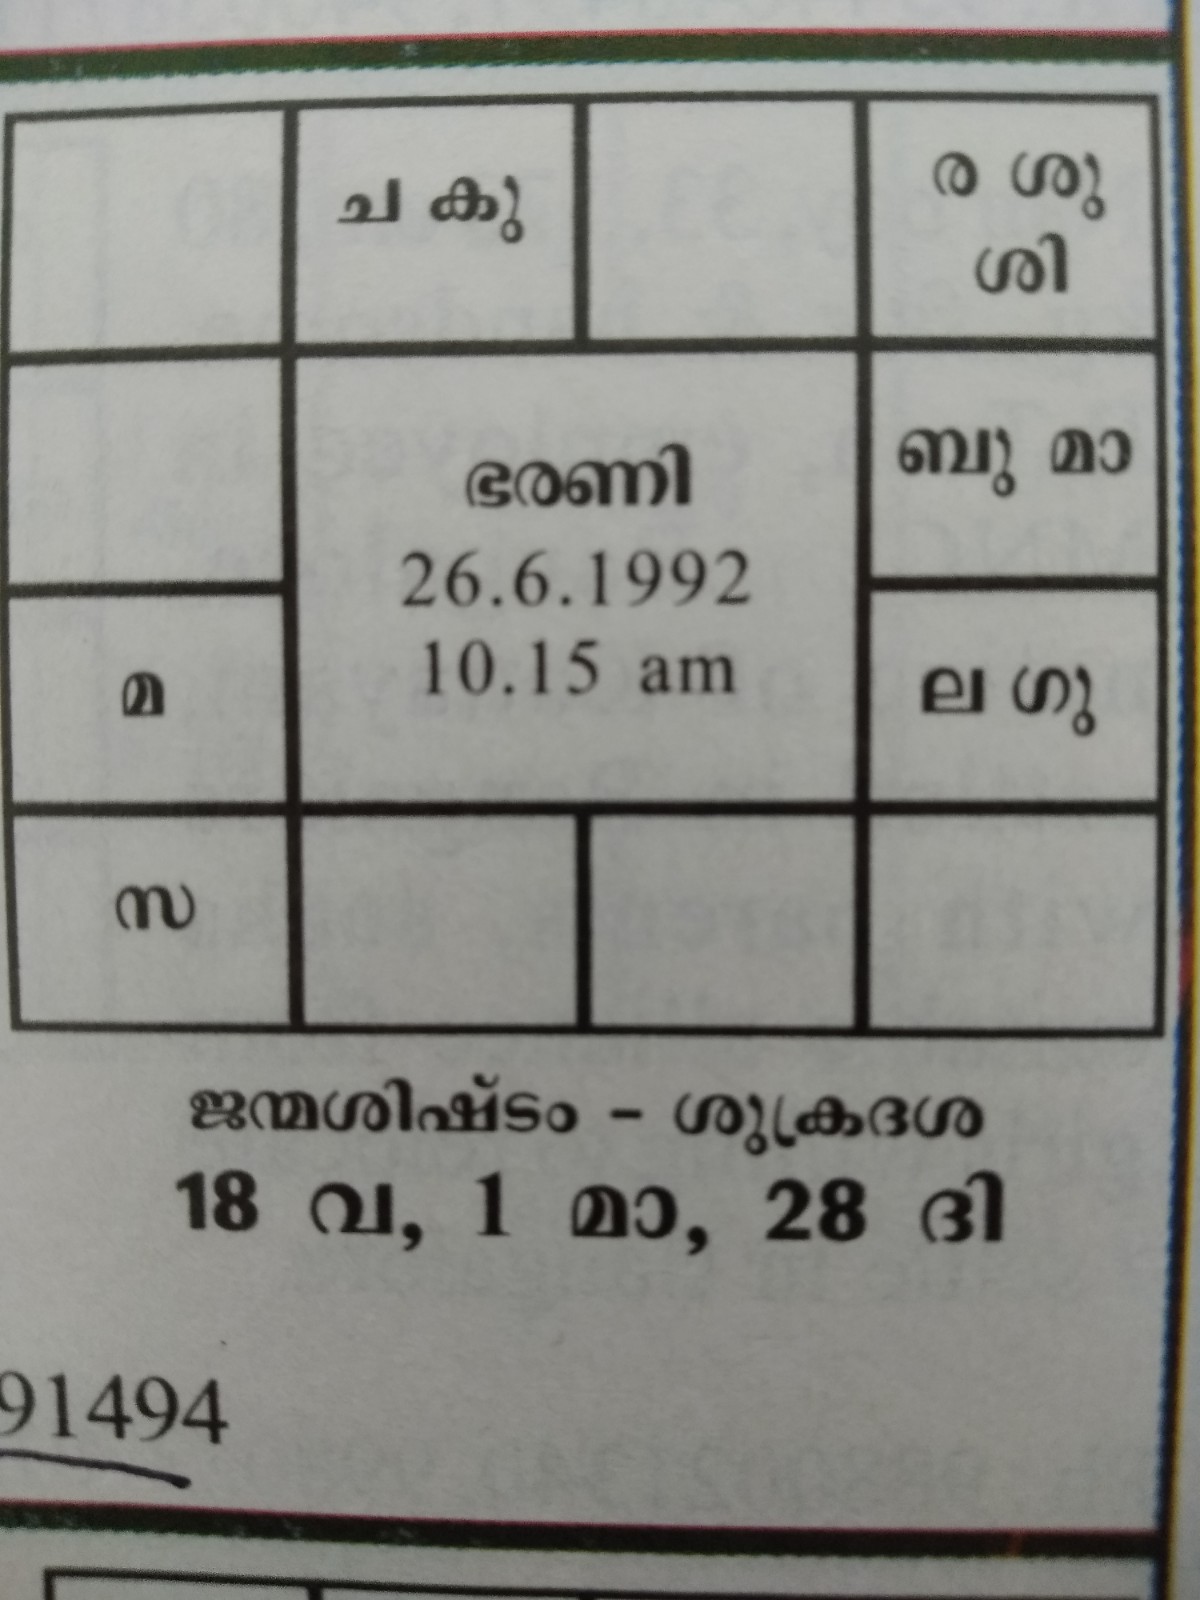 ച കു
ര ശു
ശി
ബു മാ
ഭരണി
26.6.1992
10.15 am
മ
ല ഗു
സ
ജന്മശിഷ്ടം - ശുക്രദശ
18 വ, 1 മാ, 28 ദി
91494